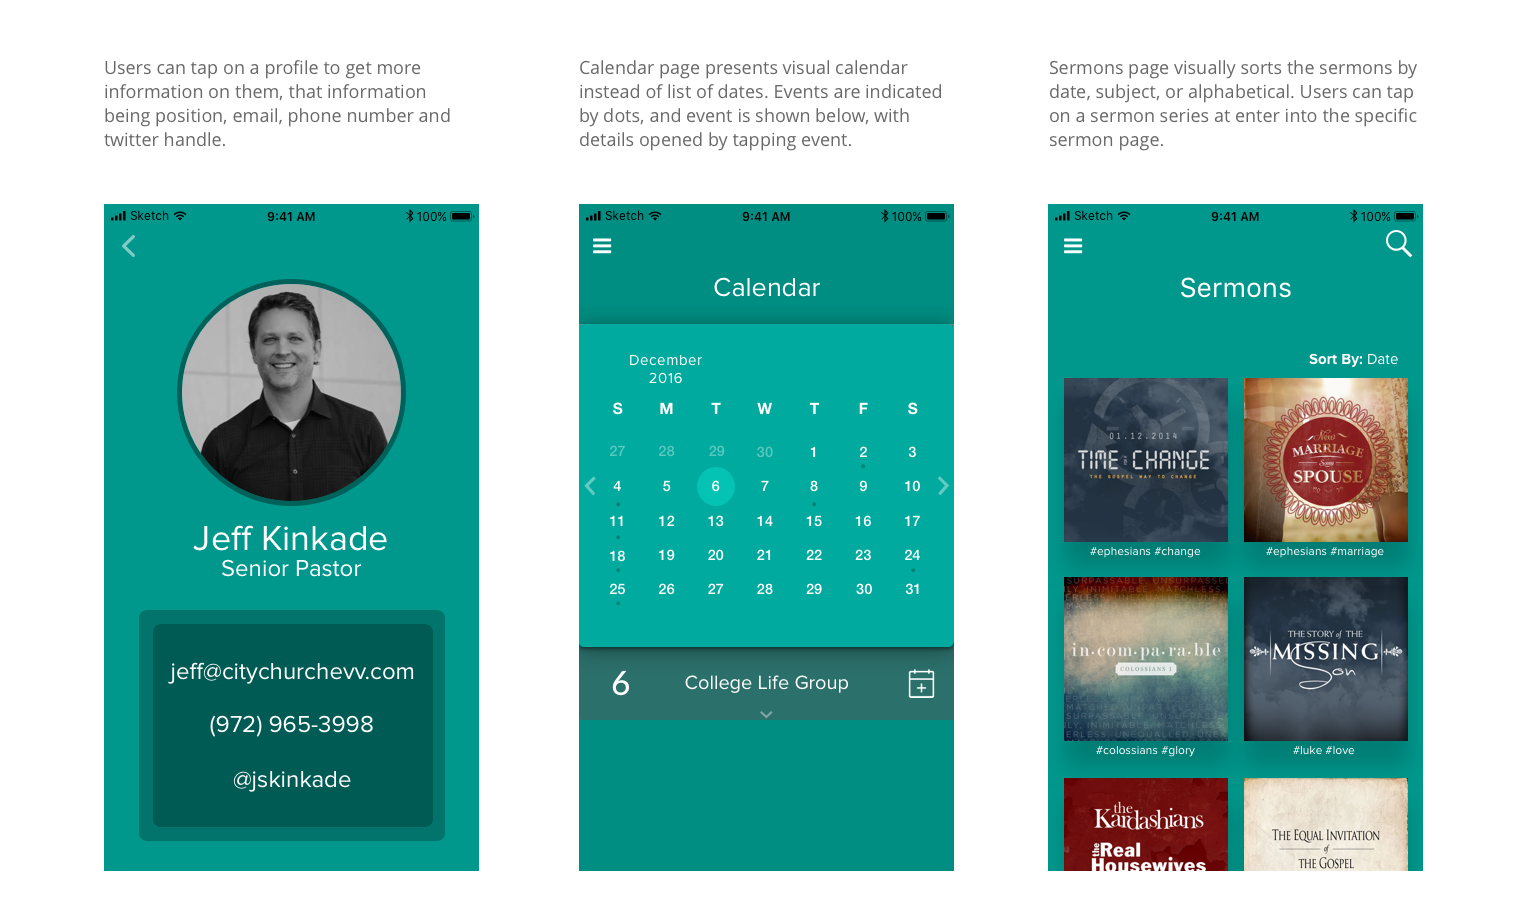 Users can tap on a profile to get more
information on them, that information
being position, email, phone number and
twitter handle.
Calendar page presents visual calendar
instead of list of dates. Events are indicated
by dots, and event is shown below, with
details opened by tapping event.
Sermons page visually sorts the sermons by
date, subject, or alphabetical. Users can tap
on a sermon series at enter into the specific
sermon page.
Sketch 9:41 AM 100%
Jeff Kinkade
Senior Pastor
jeff@citychurchevv.com
(972) 965-3998
@jskinkade
Sketch 9:41 AM 100%
Calendar
December
2016
S M T W T F S
27 28 29 30 1 2 3
4 5 6 7 8 9 10
11 12 13 14 15 16 17
18 19 20 21 22 23 24
25 26 27 28 29 30 31
6 College Life Group
Sketch 9:41 AM 100%
Sermons
Sort By: Date
01.12.2014
TIME FOR CHANGE
THE GOSPEL WAY TO CHANGE
#ephesians #change
New
MARRIAGE
Same
SPOUSE
#ephesians #marriage
in·com·pa·ra·ble
COLOSSIANS 1
#colossians #glory
THE STORY of THE
MISSING
Son
#luke #love
the
Kardashians
the Real
Housewives
THE EQUAL INVITATION
of
THE GOSPEL